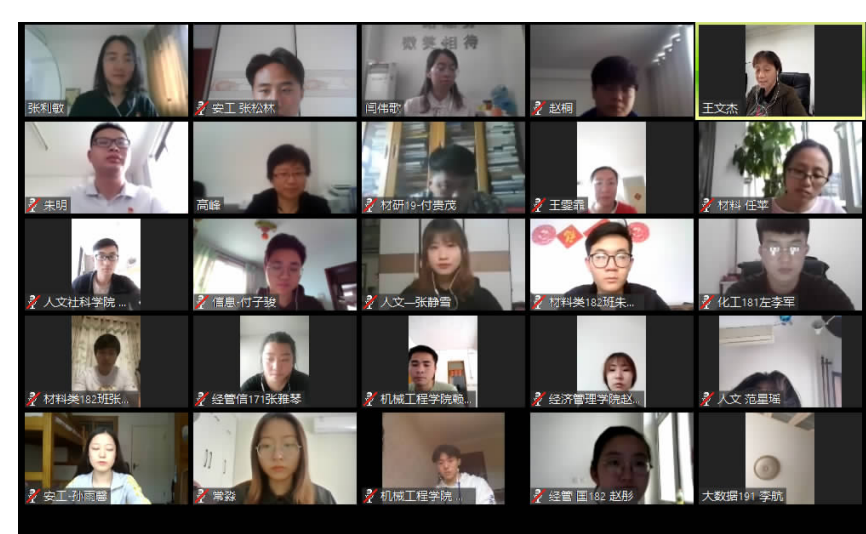 微笑相待
张利敏
安工 张松林
闫伟歌
赵桐
王文杰
朱明
高峰
材研19-付贵茂
王雯霏
材料 任苹
人文社科学院 ...
信息-付子骏
人文—张静雪
材料类182班朱...
化工181左李军
材料类182班张...
经管信171张雅琴
机械工程学院赖...
经济管理学院赵...
人文 范星瑶
安工-孙雨馨
常淼
机械工程学院 ...
经管 国182 赵彤
大数据191 李航